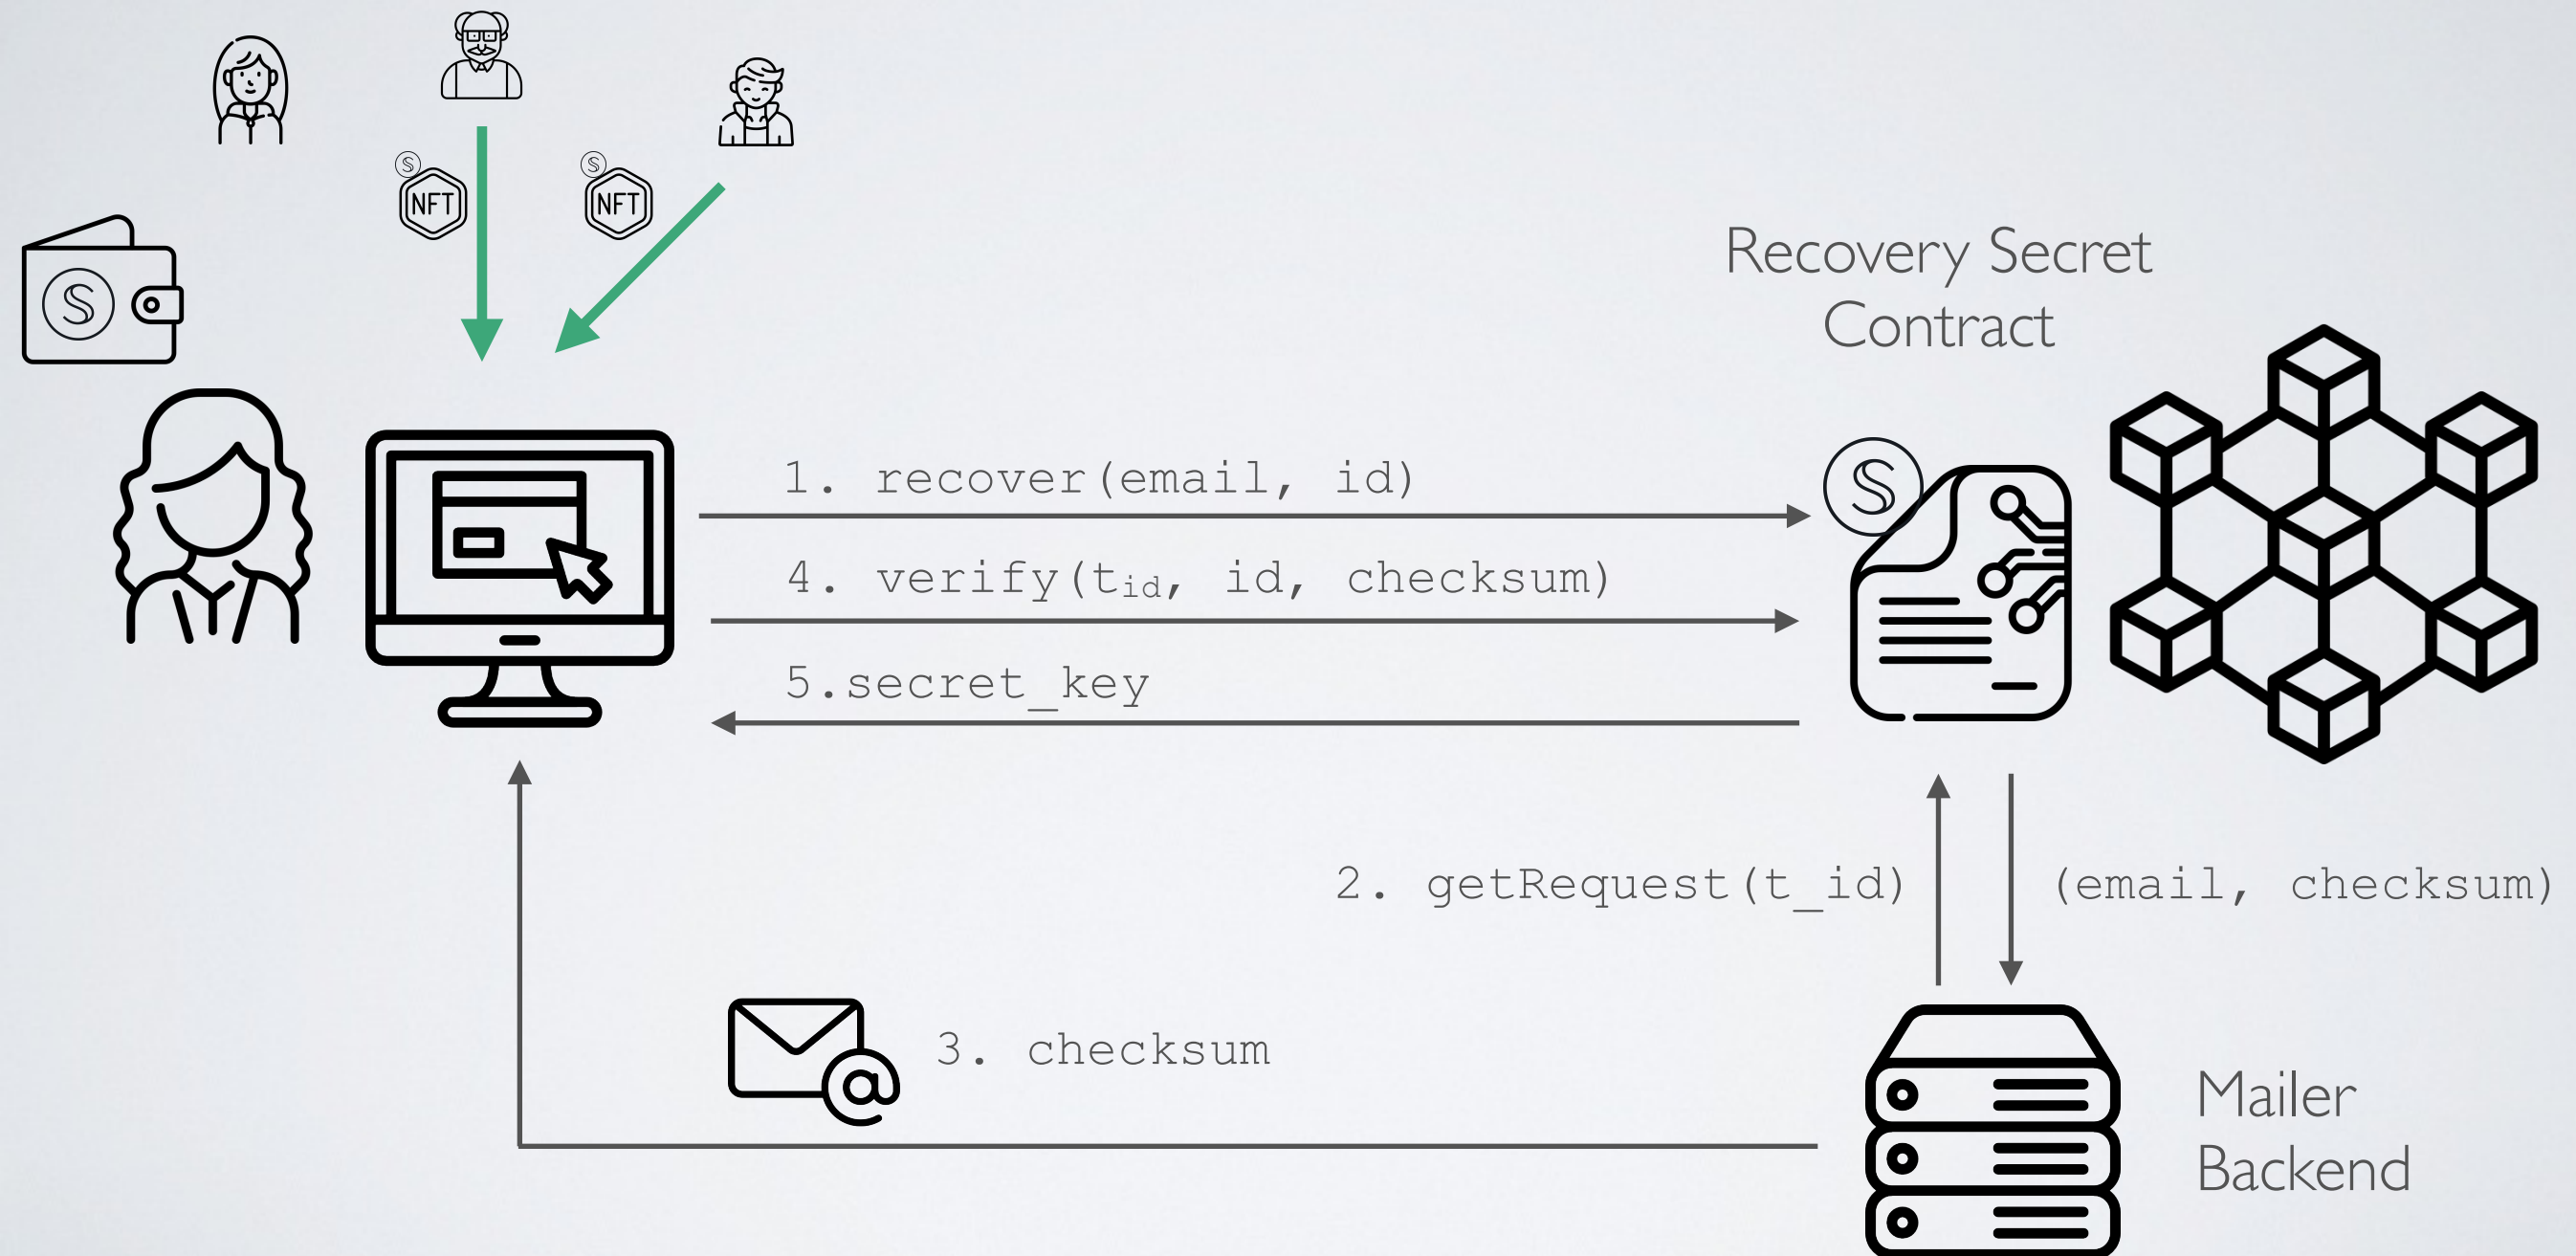 NFT
NFT
S
S
S
Recovery Secret
Contract
1. recover(email, id)
S
4. verify(tid, id, checksum)
5.secret_key
2. getRequest(t_id)
(email, checksum)
3. checksum
@
Mailer
Backend